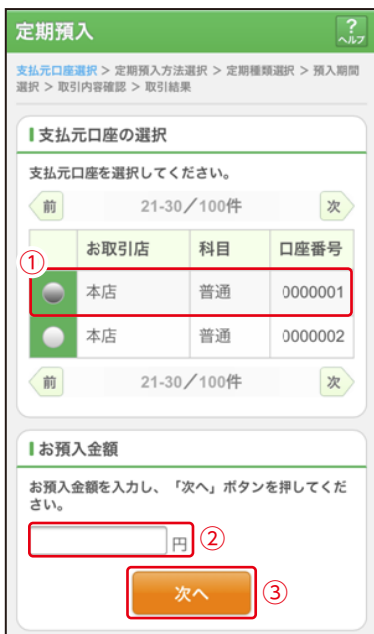 定期預入
?
ヘルプ
支払元口座選択 > 定期預入方法選択 > 定期種類選択 > 預入期間
選択 > 取引内容確認 > 取引結果
支払元口座の選択
支払元口座を選択してください。
前 21-30／100件 次
お取引店 科目 口座番号
①
本店 普通 0000001
本店 普通 0000002
前 21-30／100件 次
お預入金額
お預入金額を入力し、「次へ」ボタンを押してくだ
さい。
円 ②
次へ ③